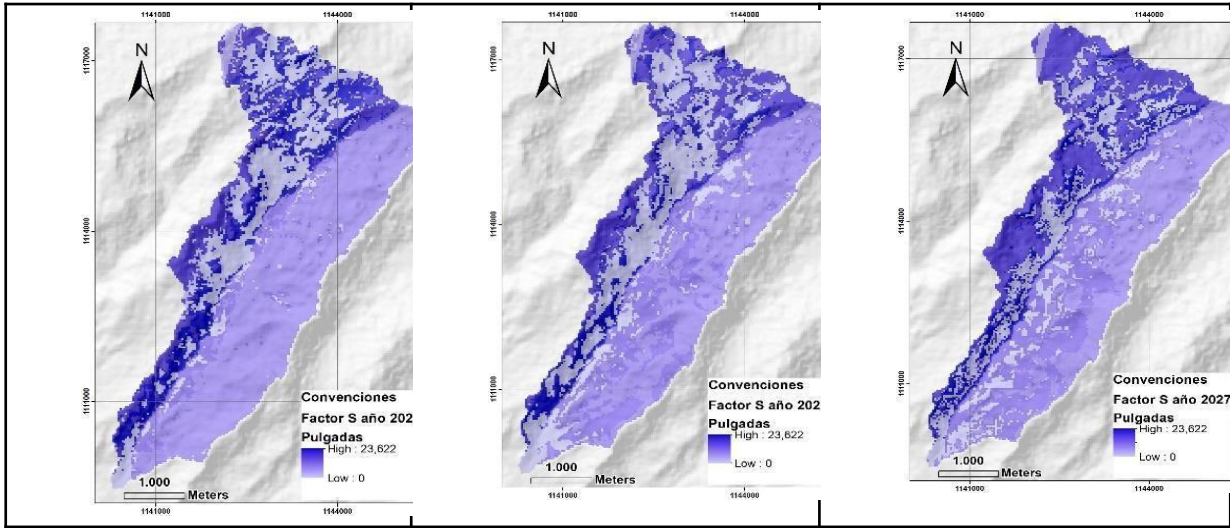 1141000 1144000
N
1117000
1114000
1111000
Convenciones
Factor S año 202
Pulgadas
High : 23,622
Low : 0
1.000
Meters
1141000 1144000
1141000 1144000
N
1117000
1114000
1111000
Convenciones
Factor S año 202
Pulgadas
High : 23,622
Low : 0
1.000
Meters
1141000 1144000
1141000 1144000
N
1117000
1114000
1111000
Convenciones
Factor S año 2027
Pulgadas
High : 23,622
Low : 0
1.000
Meters
1141000 1144000